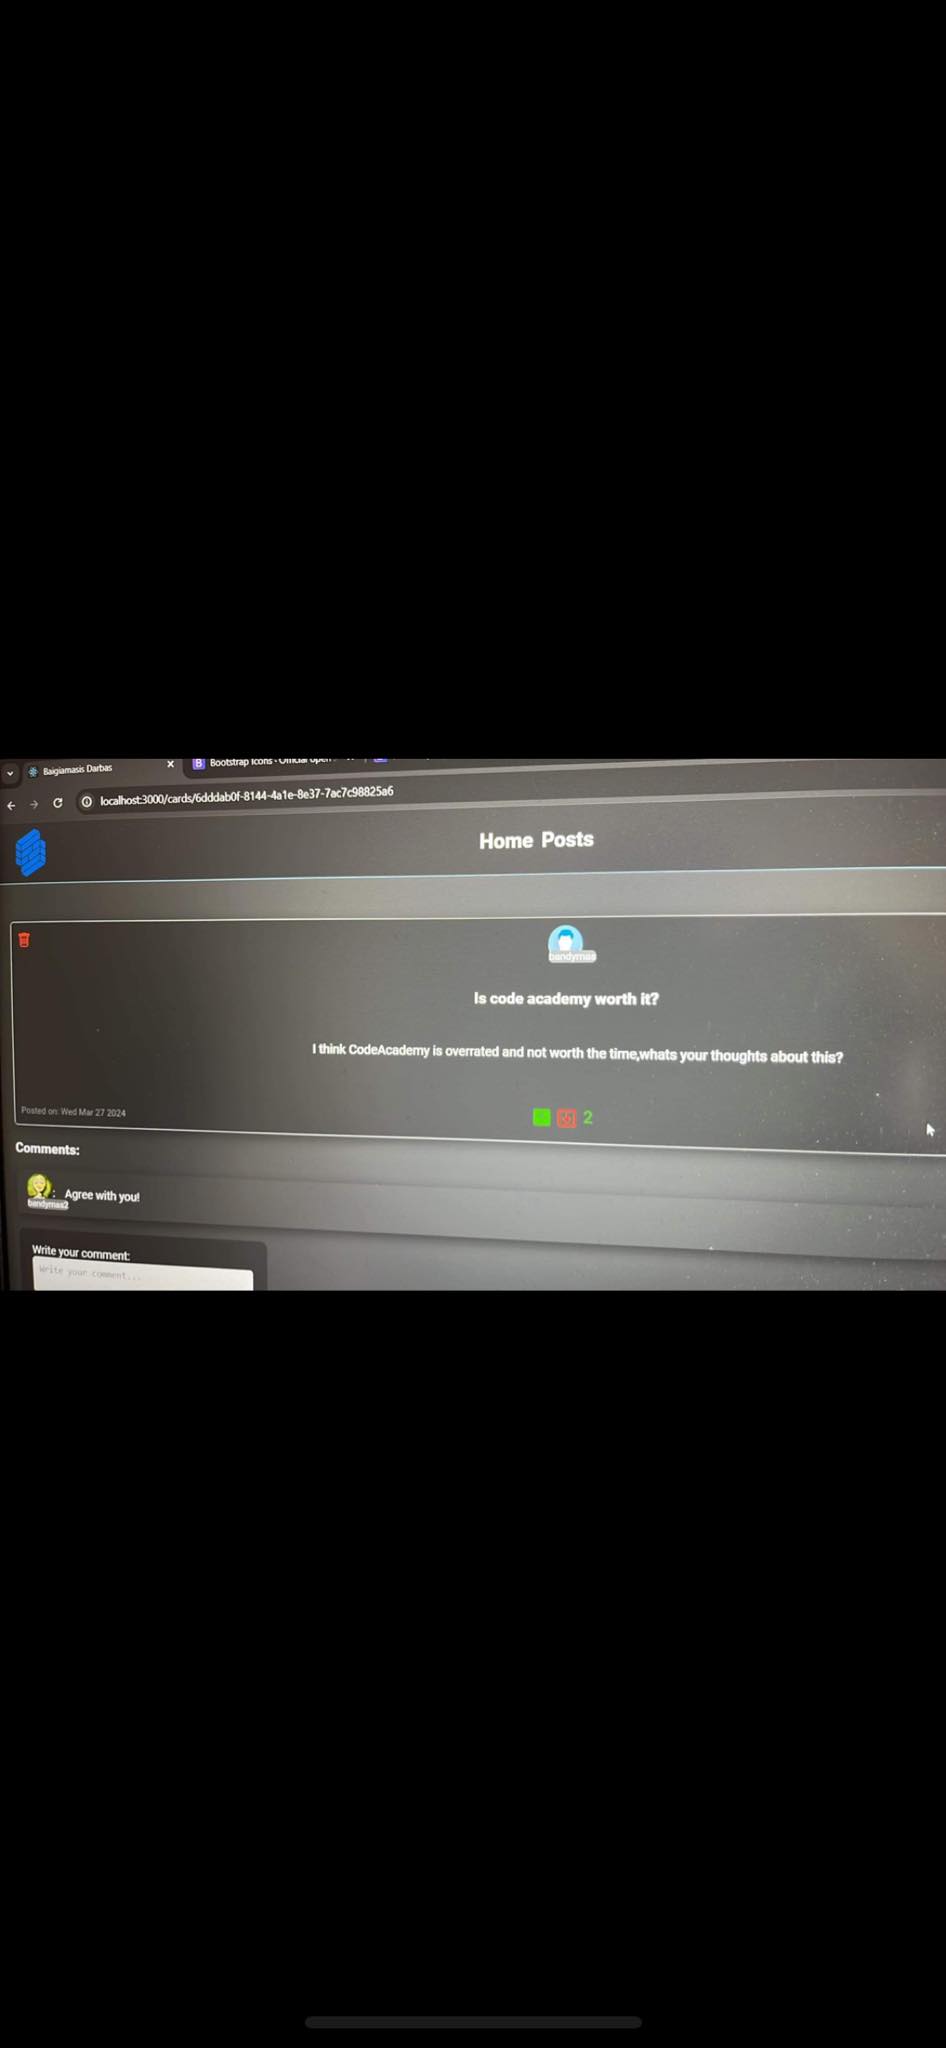 Baigiamasis Darbas
Bootstrap Icons - Official Open
localhost:3000/cards/6dddab0f-8144-4a1e-8e37-7ac7c98825a6
Home Posts
bandymas
Is code academy worth it?
I think CodeAcademy is overrated and not worth the time,whats your thoughts about this?
Posted on: Wed Mar 27 2024
2
Comments:
: Agree with you!
bandymas2
Write your comment:
Write your comment...